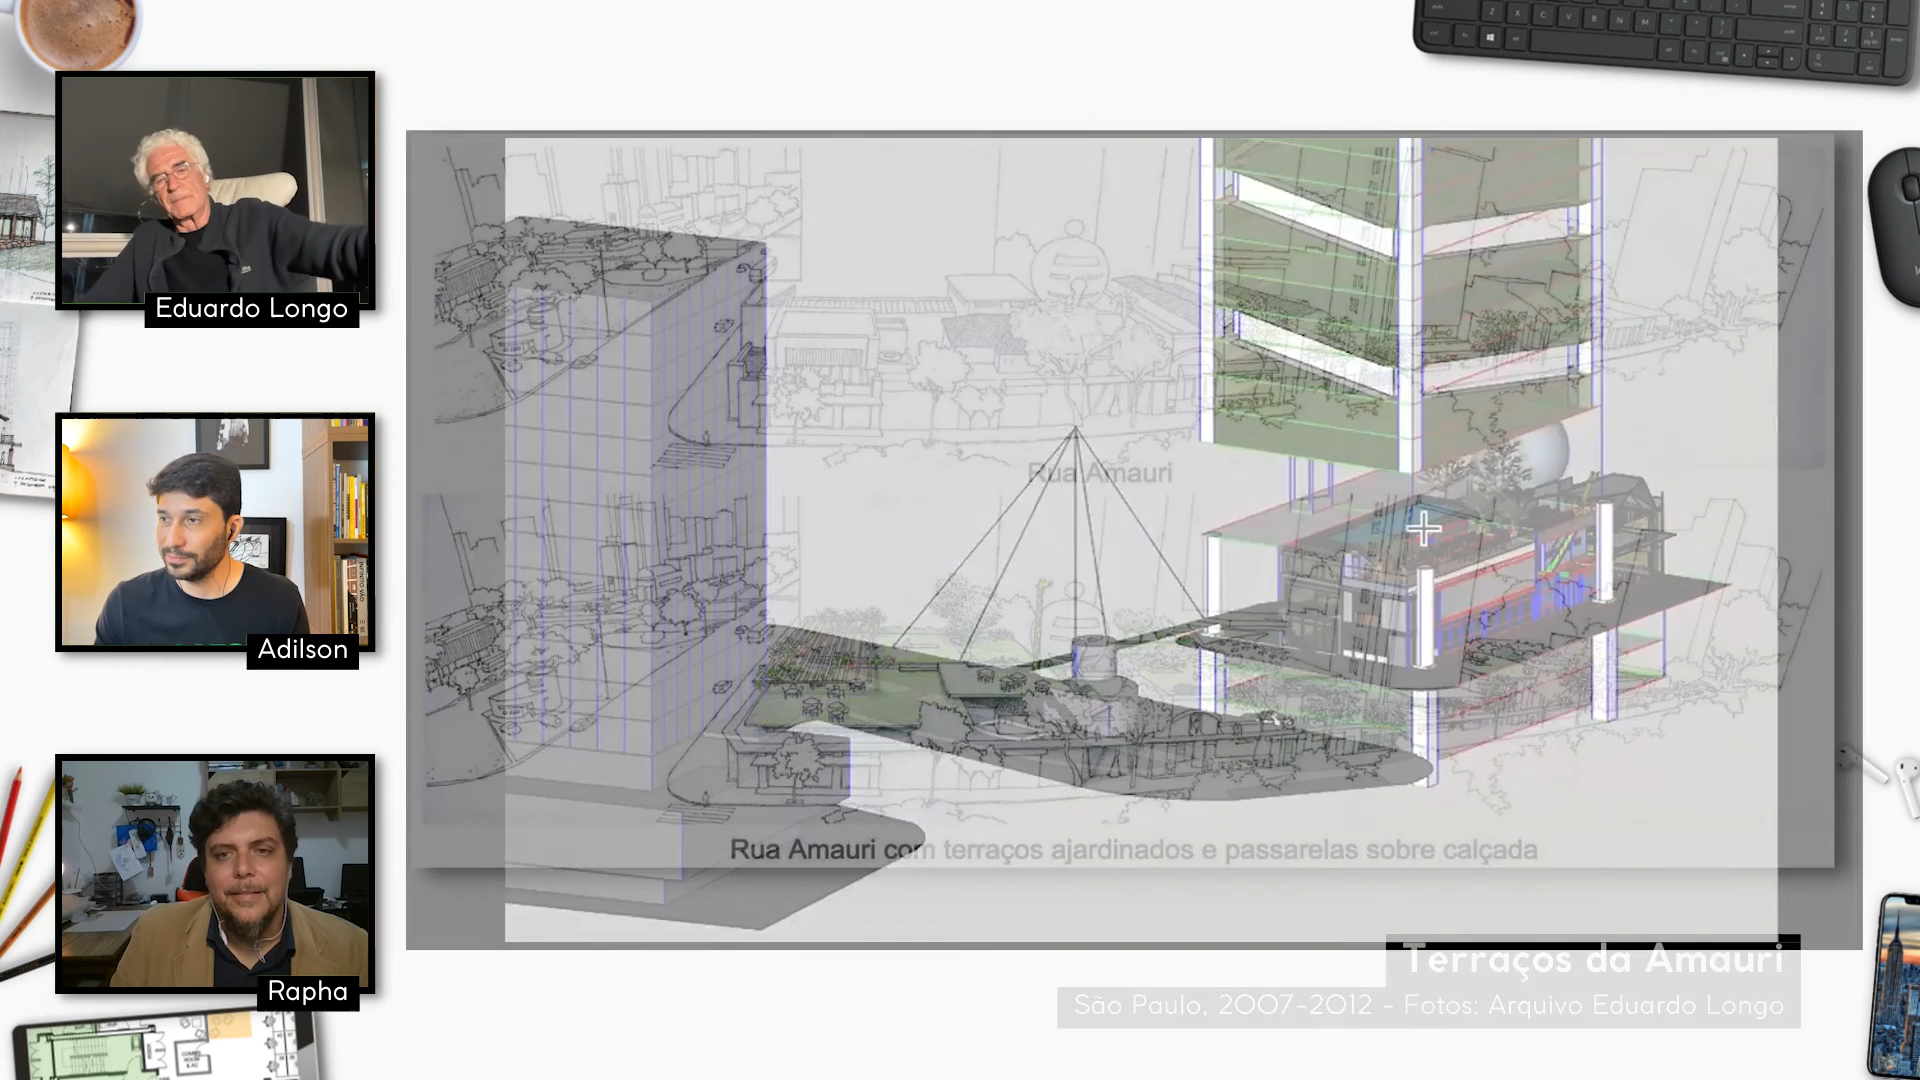 Eduardo Longo
Adilson
Rapha
Rua Amauri
Rua Amauri com terraços ajardinados e passarelas sobre calçada
Terraços da Amauri
São Paulo, 2007-2012 - Fotos: Arquivo Eduardo Longo